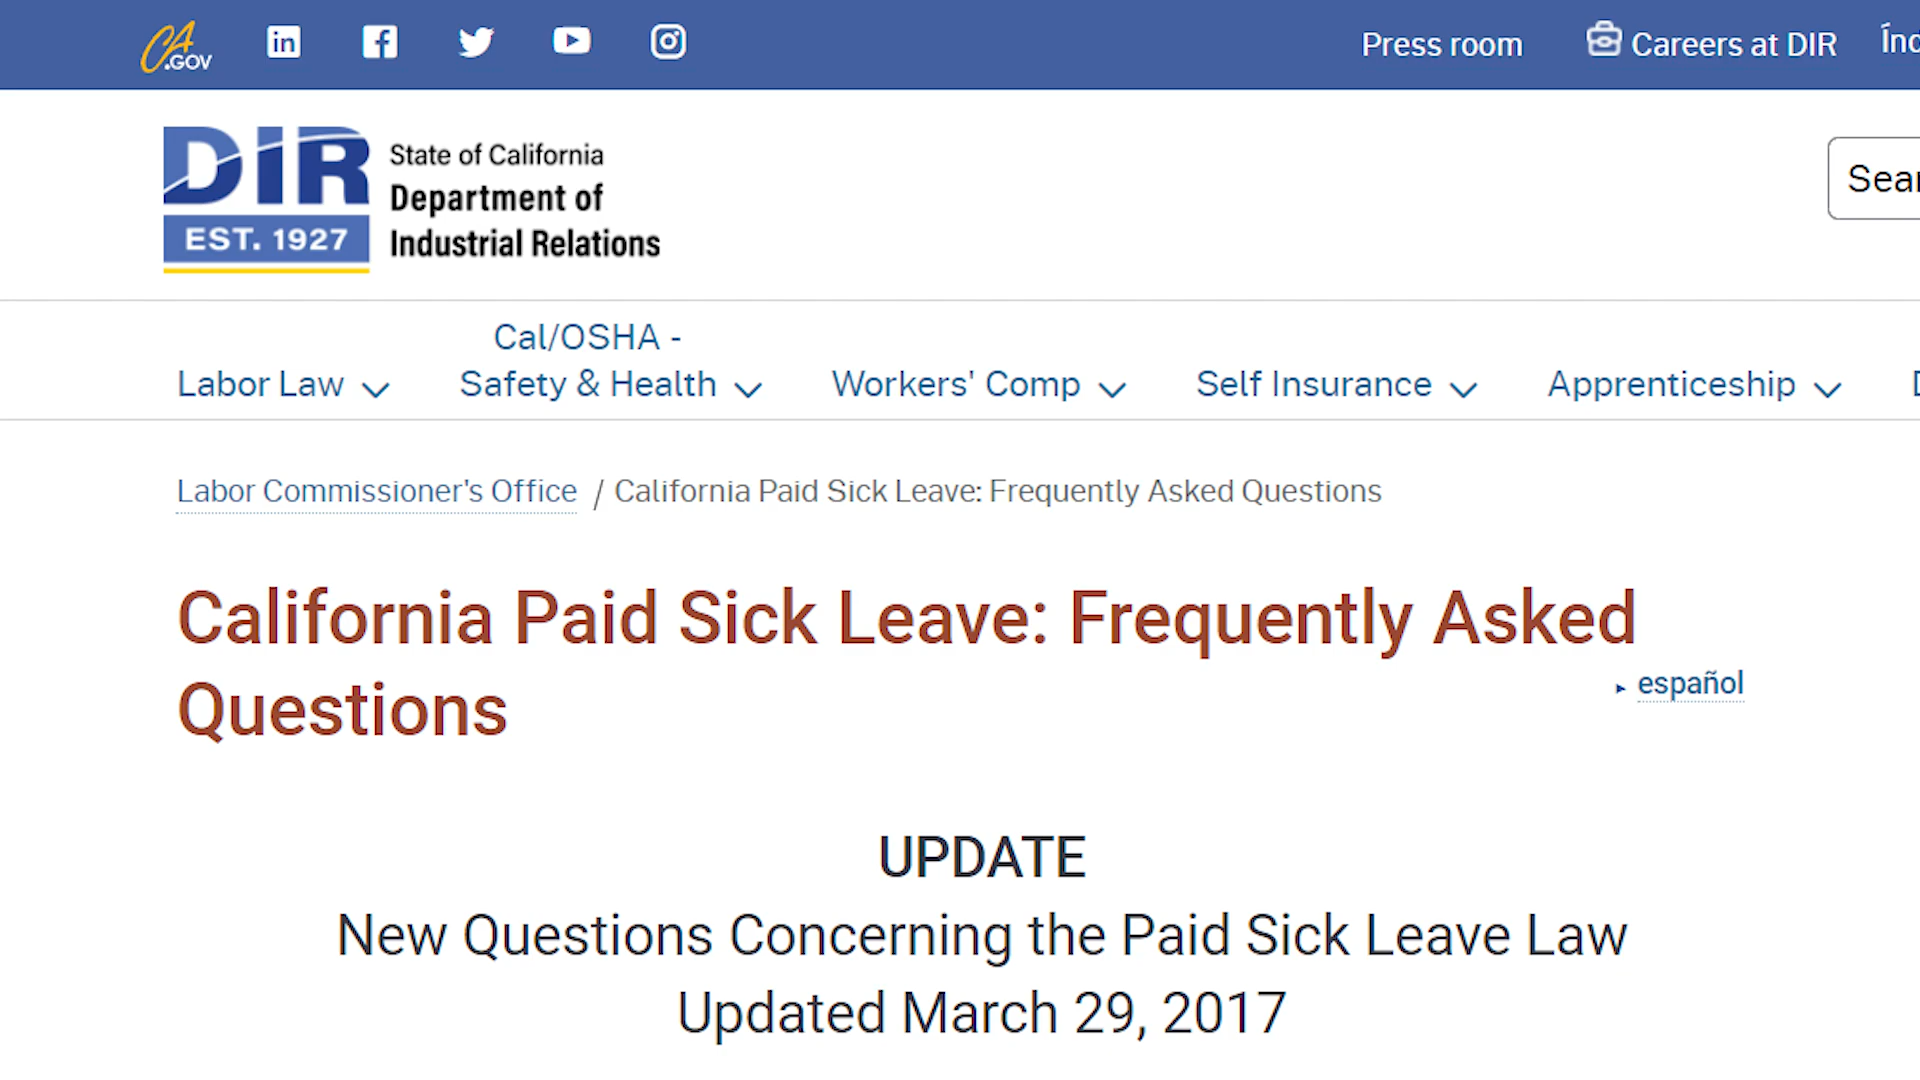 CA.GOV
in
Press room
Careers at DIR
DIR
EST. 1927
State of California
Department of
Industrial Relations
Labor Law
Cal/OSHA -
Safety & Health
Workers' Comp
Self Insurance
Apprenticeship
Labor Commissioner's Office / California Paid Sick Leave: Frequently Asked Questions
California Paid Sick Leave: Frequently Asked
Questions
español
UPDATE
New Questions Concerning the Paid Sick Leave Law
Updated March 29, 2017